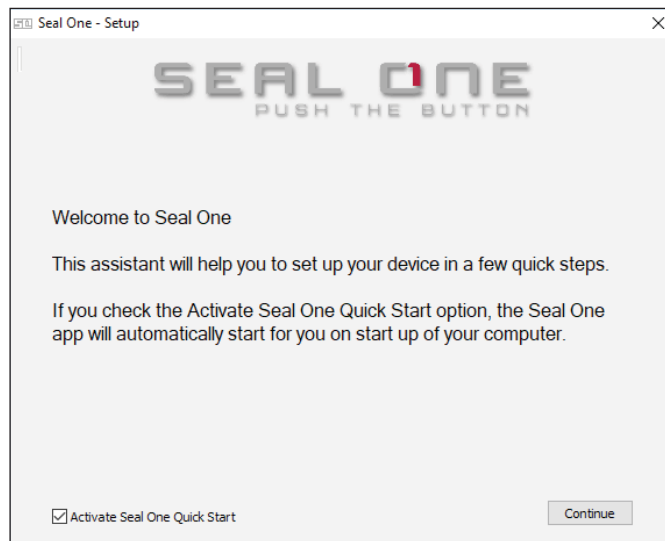 Seal One - Setup
SEAL ONE
PUSH THE BUTTON
Welcome to Seal One
This assistant will help you to set up your device in a few quick steps.
If you check the Activate Seal One Quick Start option, the Seal One
app will automatically start for you on start up of your computer.
Activate Seal One Quick Start
Continue